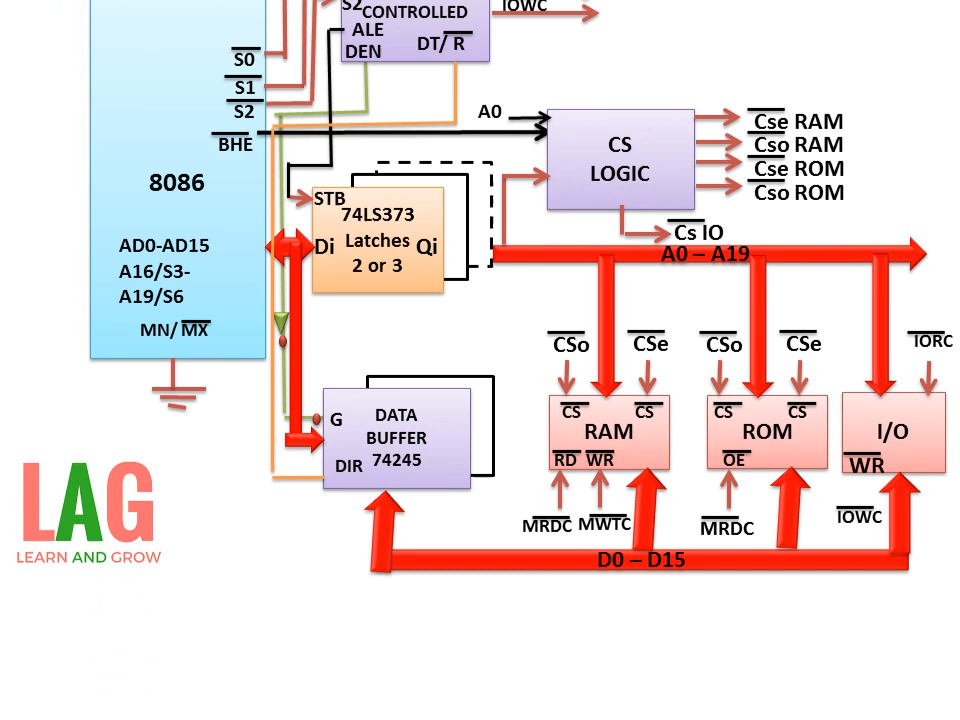 S2
CONTROLLED
IOWC
ALE
DEN
DT/ R
S0
S1
S2
BHE
A0
CS
LOGIC
Cse RAM
Cso RAM
Cse ROM
Cso ROM
Cs IO
8086
STB
74LS373
Di Latches Qi
2 or 3
AD0-AD15
A16/S3-
A19/S6
MN/ MX
A0 – A19
CSo
CSe
CSo
CSe
IORC
CS
CS
RAM
RD WR
CS
CS
ROM
OE
I/O
WR
G
DATA
BUFFER
74245
DIR
MRDC
MWTC
MRDC
IOWC
D0 – D15
LAG
LEARN AND GROW